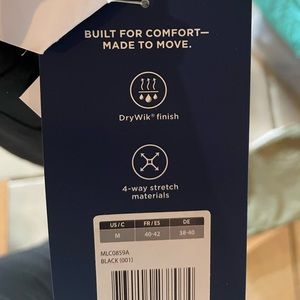 BUILT FOR COMFORT—
MADE TO MOVE.
DryWik® finish
4-way stretch
materials
US / C FR / ES DE
M 40-42 38-40
MLC0859A
BLACK (001)